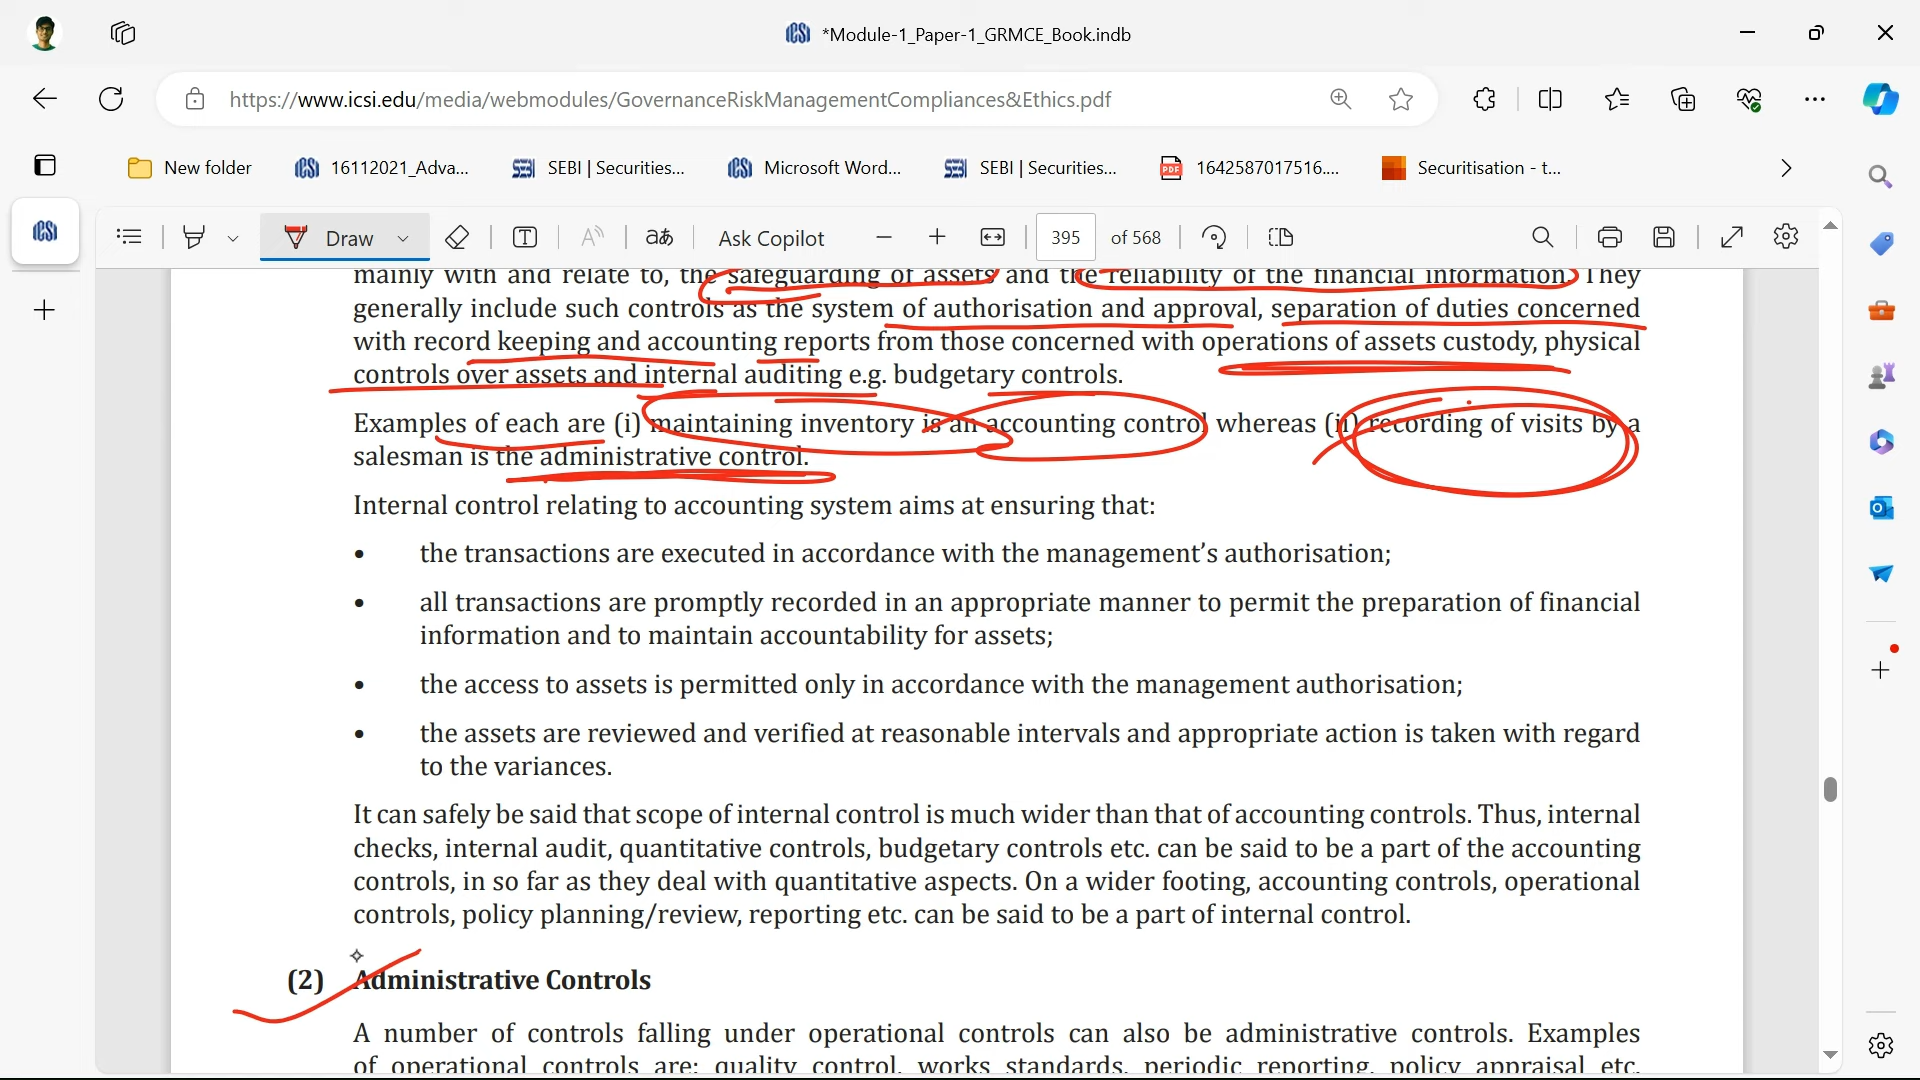 *Module-1_Paper-1_GRMCE_Book.indb
https://www.icsi.edu/media/webmodules/GovernanceRiskManagementCompliances&Ethics.pdf
New folder
16112021_Adva...
SEBI | Securities...
Microsoft Word...
SEBI | Securities...
1642587017516....
Securitisation - t...
Draw
Ask Copilot
395 of 568
mainly with and relate to, the safeguarding of assets and the reliability of the financial information. They
generally include such controls as the system of authorisation and approval, separation of duties concerned
with record keeping and accounting reports from those concerned with operations of assets custody, physical
controls over assets and internal auditing e.g. budgetary controls.
Examples of each are (i) maintaining inventory is an accounting control whereas (ii) recording of visits by a
salesman is the administrative control.
Internal control relating to accounting system aims at ensuring that:
• the transactions are executed in accordance with the management’s authorisation;
• all transactions are promptly recorded in an appropriate manner to permit the preparation of financial
information and to maintain accountability for assets;
• the access to assets is permitted only in accordance with the management authorisation;
• the assets are reviewed and verified at reasonable intervals and appropriate action is taken with regard
to the variances.
It can safely be said that scope of internal control is much wider than that of accounting controls. Thus, internal
checks, internal audit, quantitative controls, budgetary controls etc. can be said to be a part of the accounting
controls, in so far as they deal with quantitative aspects. On a wider footing, accounting controls, operational
controls, policy planning/review, reporting etc. can be said to be a part of internal control.
(2) Administrative Controls
A number of controls falling under operational controls can also be administrative controls. Examples
of operational controls are: quality control, works standards, periodic reporting, policy appraisal etc.